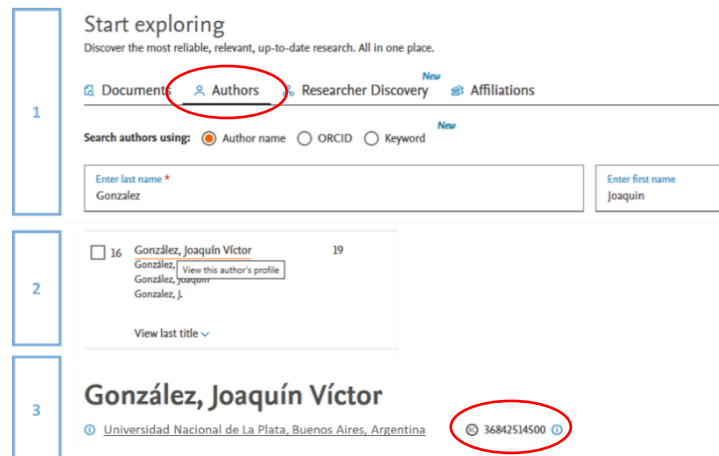 Start exploring
Discover the most reliable, relevant, up-to-date research. All in one place.
New
Documents Authors Researcher Discovery Affiliations
1
New
Search authors using: Author name ORCID Keyword
Enter last name * Enter first name
Gonzalez Joaquin
16 González, Joaquín Víctor 19
González,
View this author's profile
González, Joaquín
Gonzalez, J.
2
View last title
3
González, Joaquín Víctor
Universidad Nacional de La Plata, Buenos Aires, Argentina SC 36842514500